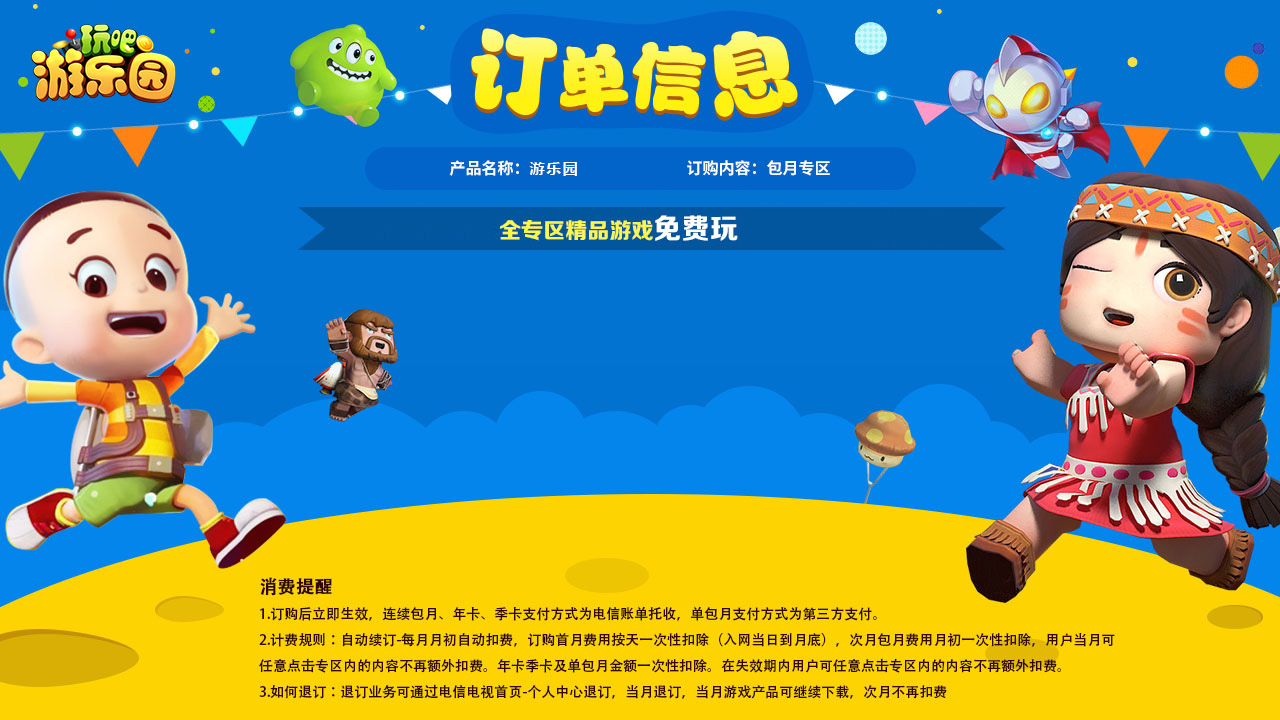 玩吧
游乐园
订单信息
产品名称：游乐园
订购内容：包月专区
全专区精品游戏免费玩
消费提醒
1.订购后立即生效，连续包月、年卡、季卡支付方式为电信账单托收，单包月支付方式为第三方支付。
2.计费规则：自动续订-每月月初自动扣费，订购首月费用按天一次性扣除（入网当日到月底），次月包月费用月初一次性扣除，用户当月可
任意点击专区内的内容不再额外扣费。年卡季卡及单包月金额一次性扣除。在失效期内用户可任意点击专区内的内容不再额外扣费。
3.如何退订：退订业务可通过电信电视首页-个人中心退订，当月退订，当月游戏产品可继续下载，次月不再扣费